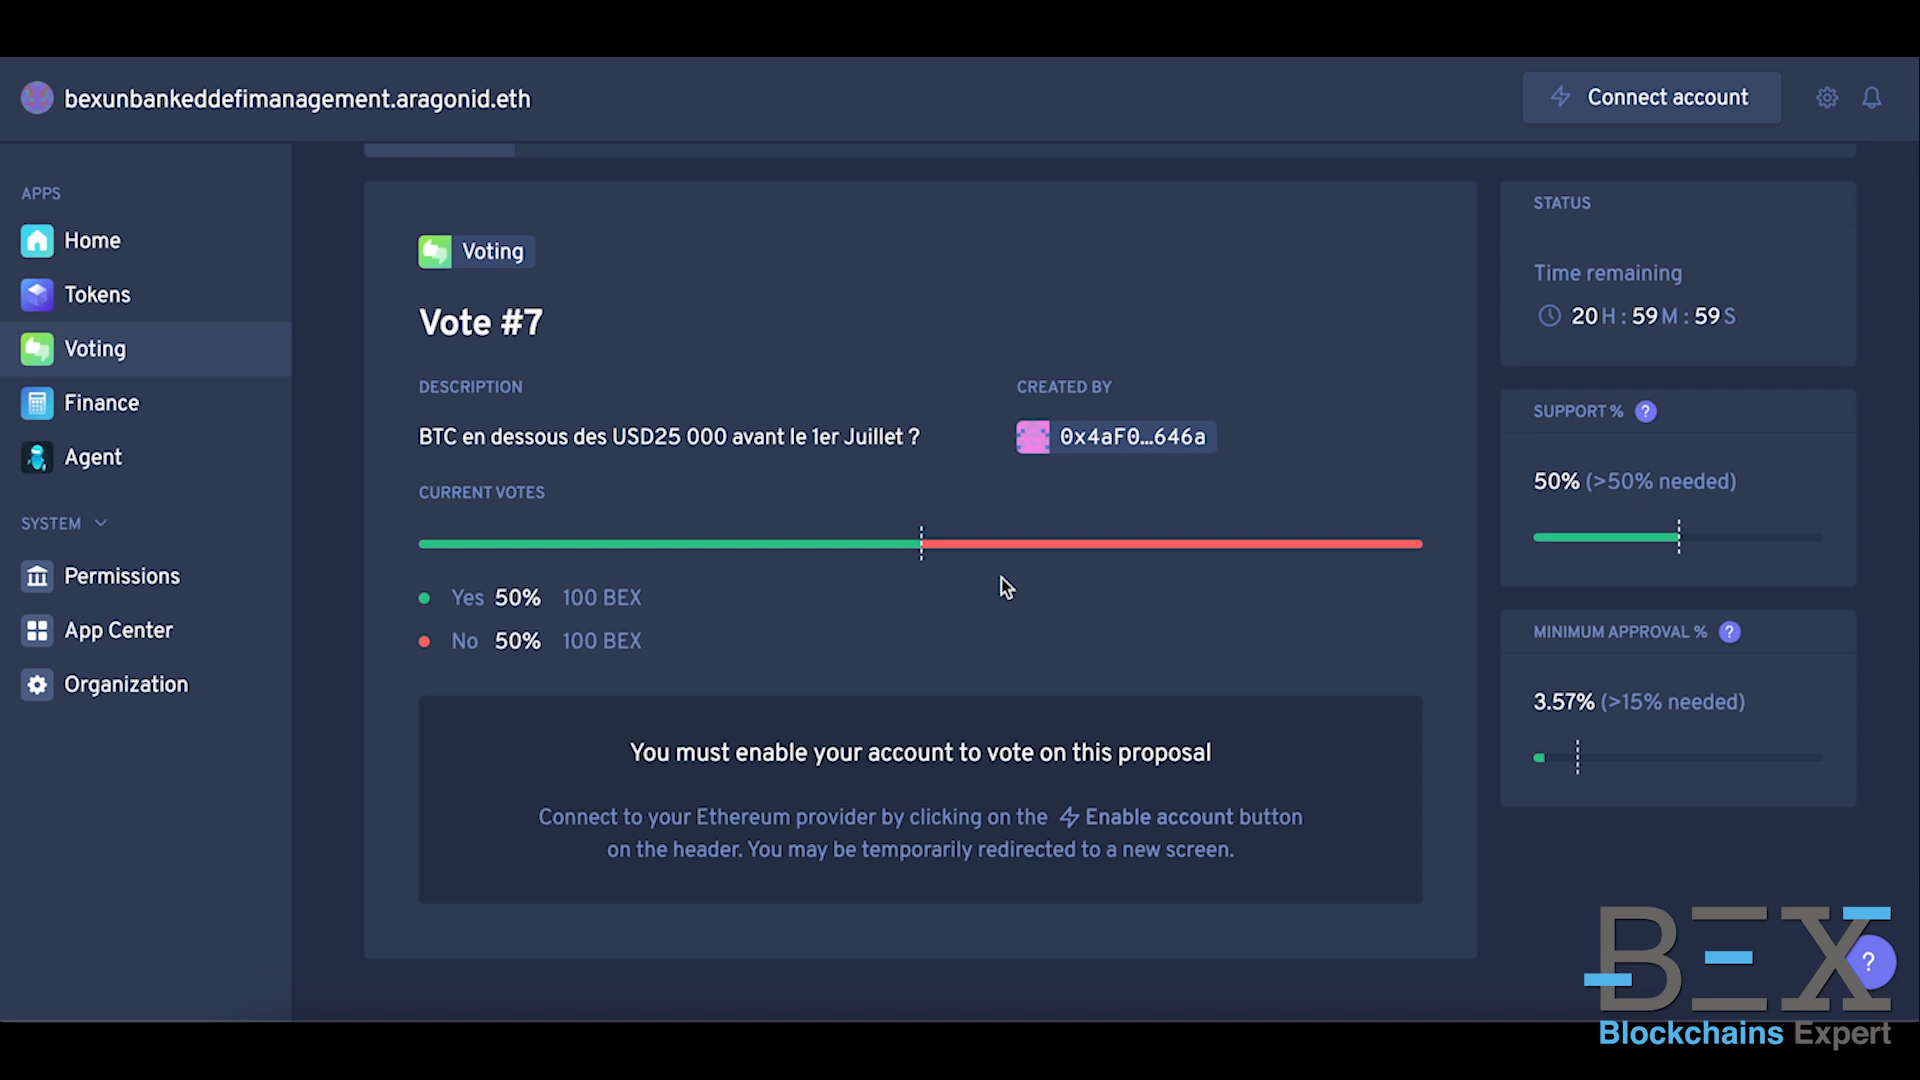 bexunbankeddefimanagement.aragonid.eth
Connect account
APPS
Home
Tokens
Voting
Finance
Agent
SYSTEM
Permissions
App Center
Organization
Voting
Vote #7
DESCRIPTION
BTC en dessous des USD25 000 avant le 1er Juillet ?
CREATED BY
0x4aF0…646a
CURRENT VOTES
Yes 50% 100 BEX
No 50% 100 BEX
You must enable your account to vote on this proposal
Connect to your Ethereum provider by clicking on the Enable account button
on the header. You may be temporarily redirected to a new screen.
STATUS
Time remaining
20 H : 59 M : 59 S
SUPPORT % ?
50% (>50% needed)
MINIMUM APPROVAL % ?
3.57% (>15% needed)
BEX
?
Blockchains Expert